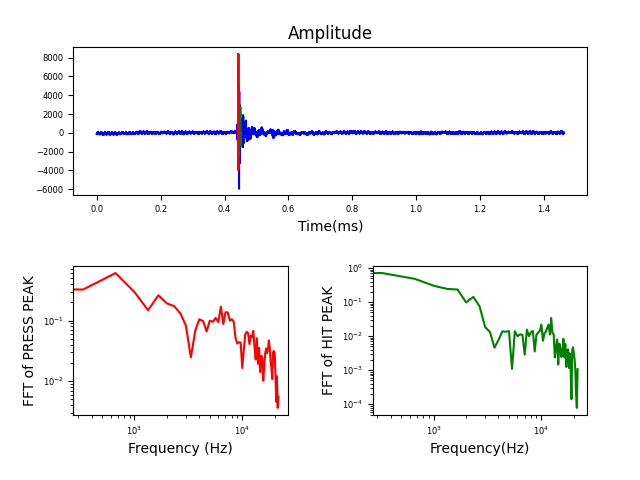 Amplitude
8000
6000
4000
2000
0
−2000
−4000
−6000
0.0 0.2 0.4 0.6 0.8 1.0 1.2 1.4
Time(ms)
FFT of PRESS PEAK
10⁻¹
10⁻²
10³ 10⁴
Frequency (Hz)
FFT of HIT PEAK
10⁰
10⁻¹
10⁻²
10⁻³
10⁻⁴
10³ 10⁴
Frequency(Hz)